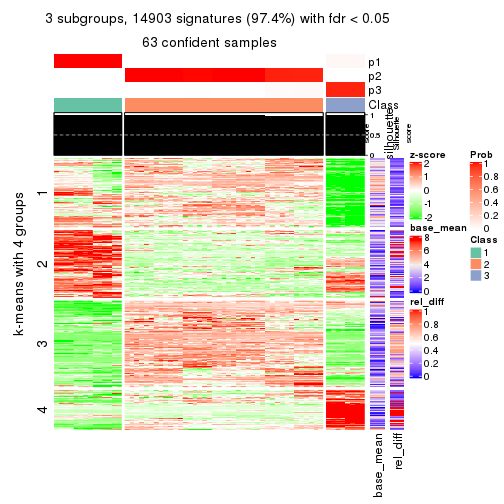 3 subgroups, 14903 signatures (97.4%) with fdr < 0.05
63 confident samples
p1
p2
p3
Class
1
0.5
0
silhouette
score
Silhouette
score
k-means with 4 groups
1
2
3
4
base_mean
rel_diff
z-score
2
1
0
-1
-2
base_mean
8
6
4
2
0
rel_diff
1
0.8
0.6
0.4
0.2
0
Prob
1
0.8
0.6
0.4
0.2
0
Class
1
2
3